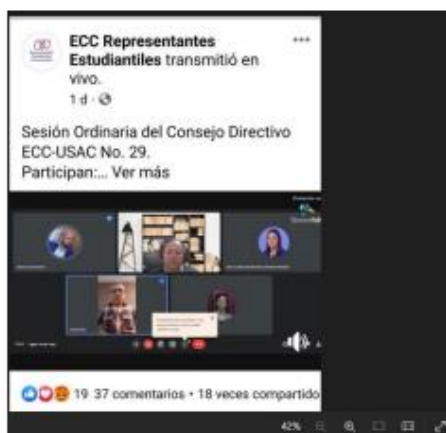 ECC Representantes
Estudiantiles transmitió en
vivo.
1 d ·
Sesión Ordinaria del Consejo Directivo
ECC-USAC No. 29.
Participan:... Ver más
19 37 comentarios • 18 veces compartido
42%